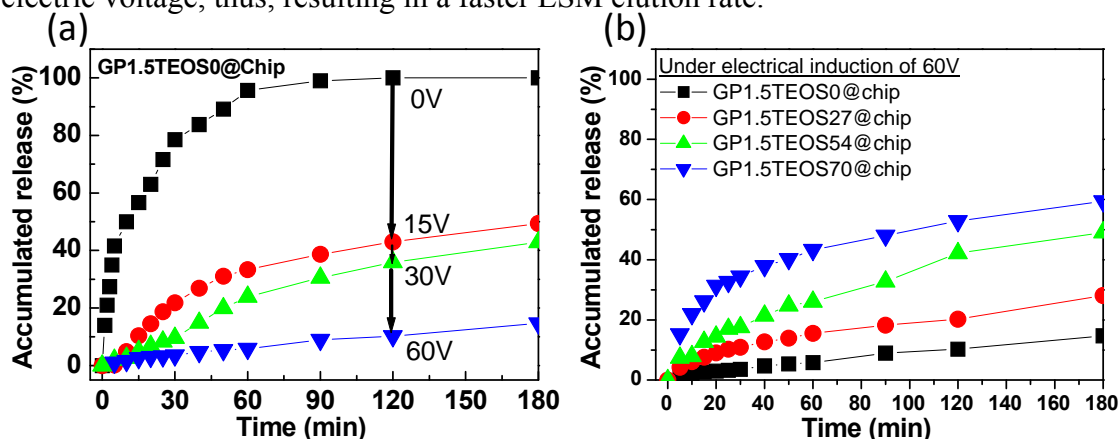 electric voltage, thus, resulting in a faster ESM elution rate.
(a)
GP1.5TEOS0@Chip
0V
15V
30V
60V
Accumulated release (%)
100
80
60
40
20
0
0 30 60 90 120 150 180
Time (min)
(b)
Under electrical induction of 60V
GP1.5TEOS0@chip
GP1.5TEOS27@chip
GP1.5TEOS54@chip
GP1.5TEOS70@chip
Accumulated release (%)
100
80
60
40
20
0
0 20 40 60 80 100 120 140 160 180
Time (min)